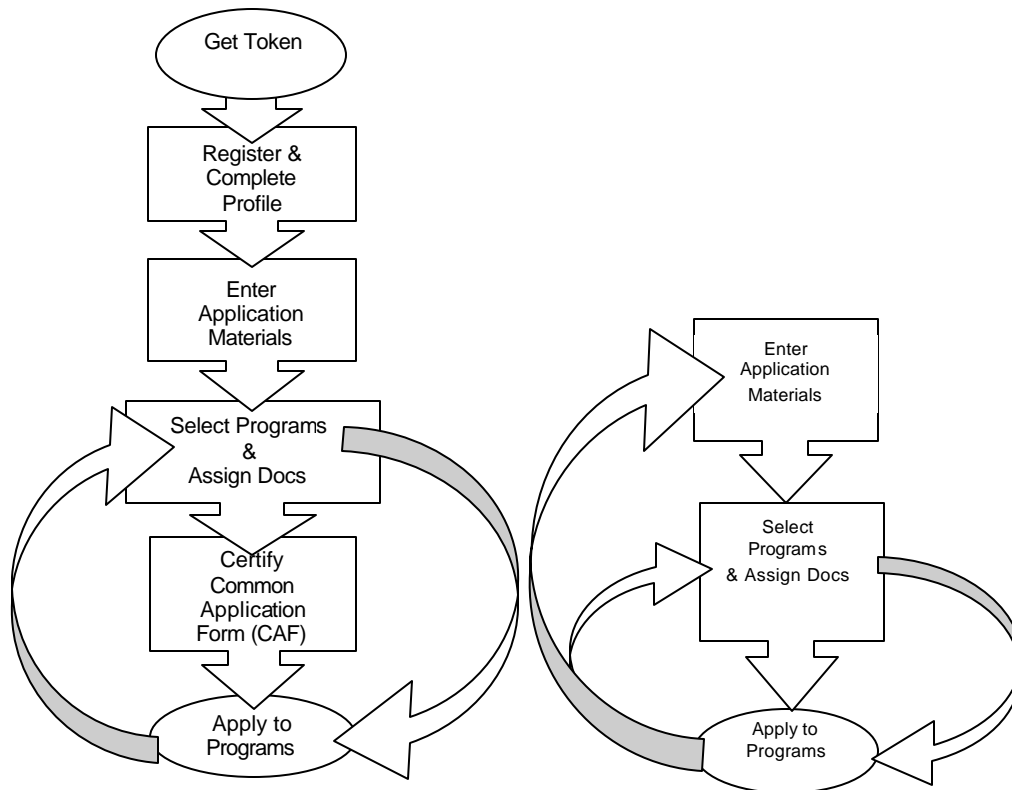 Get Token
Register &
Complete
Profile
Enter
Application
Materials
Select Programs
&
Assign Docs
Certify
Common
Application
Form (CAF)
Apply to
Programs
Enter
Application
Materials
Select
Programs
& Assign Docs
Apply to
Programs